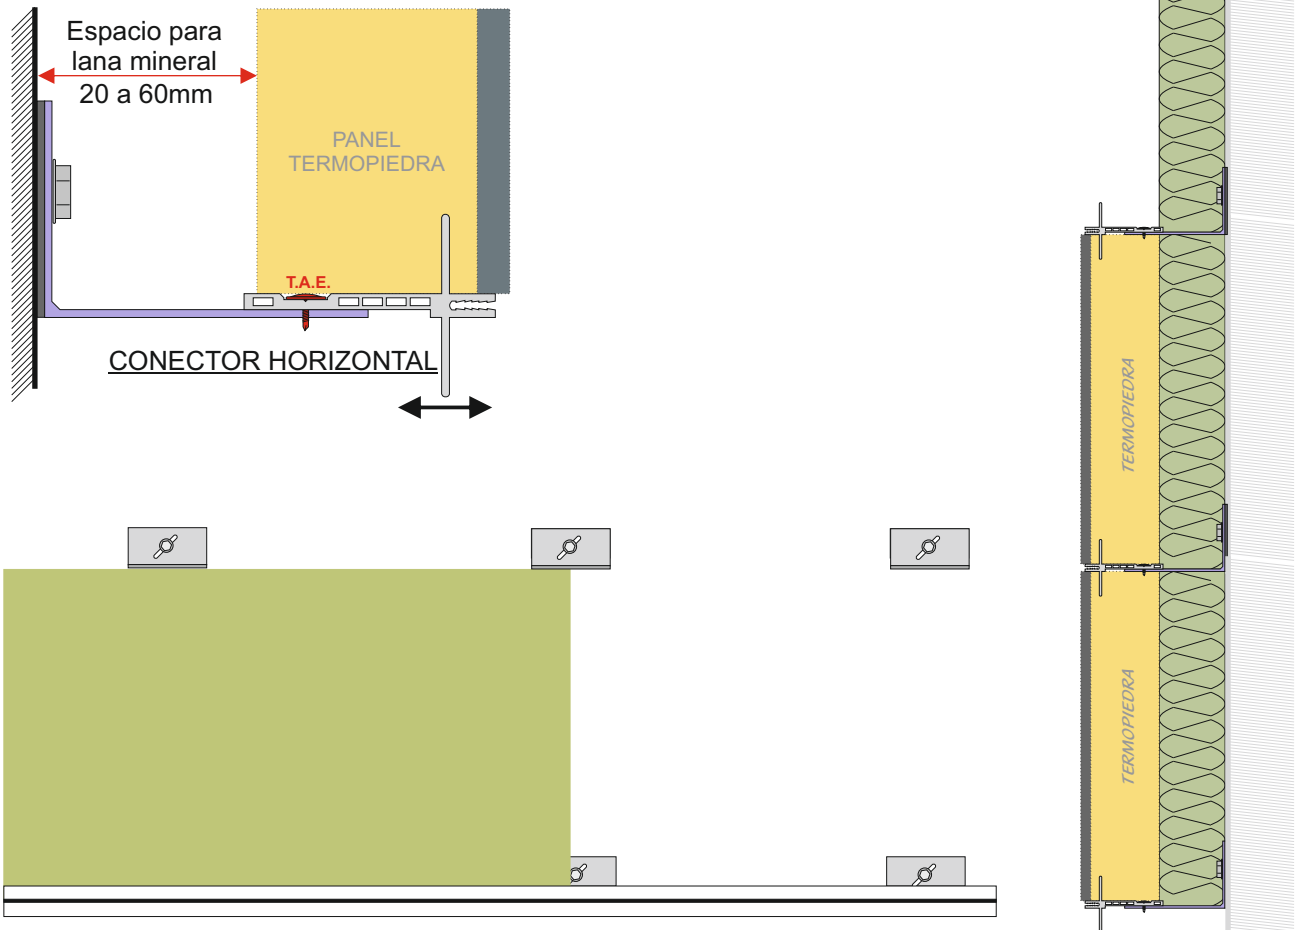 Espacio para
lana mineral
20 a 60mm
PANEL
TERMOPIEDRA
T.A.E.
CONECTOR HORIZONTAL
TERMOPIEDRA
TERMOPIEDRA